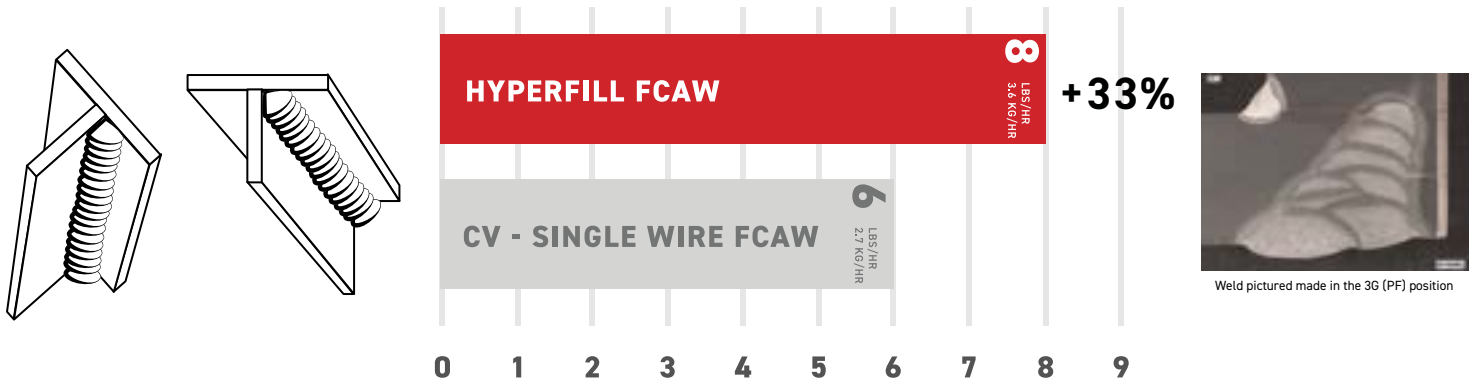 HYPERFILL FCAW
8
LBS/HR
3.6 KG/HR
+33%
CV - SINGLE WIRE FCAW
6
LBS/HR
2.7 KG/HR
0 1 2 3 4 5 6 7 8 9
Weld pictured made in the 3G (PF) position